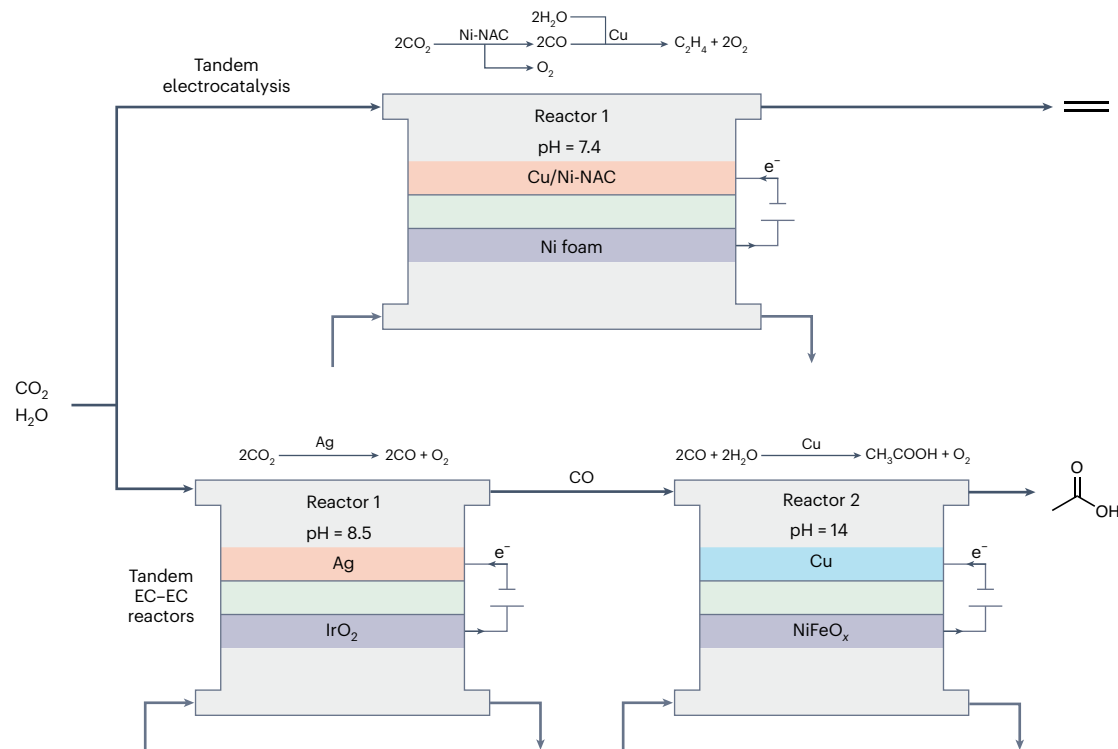 2H₂O
2CO₂ Ni-NAC 2CO Cu C₂H₄ + 2O₂
O₂
Tandem
electrocatalysis
Reactor 1
pH = 7.4
Cu/Ni-NAC
e⁻
Ni foam
CO₂
H₂O
2CO₂ Ag 2CO + O₂
Reactor 1
pH = 8.5
Ag
e⁻
IrO₂
Tandem
EC–EC
reactors
CO
2CO + 2H₂O Cu CH₃COOH + O₂
Reactor 2
pH = 14
Cu
e⁻
NiFeOₓ
O
OH